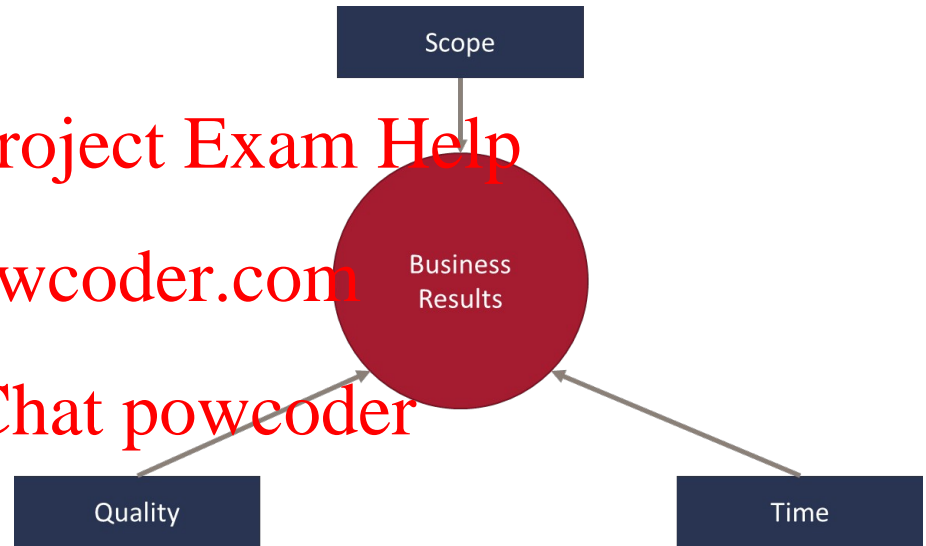 Scope
roject Exam Help
Business
Results
wcoder.com
Chat powcoder
Quality
Time